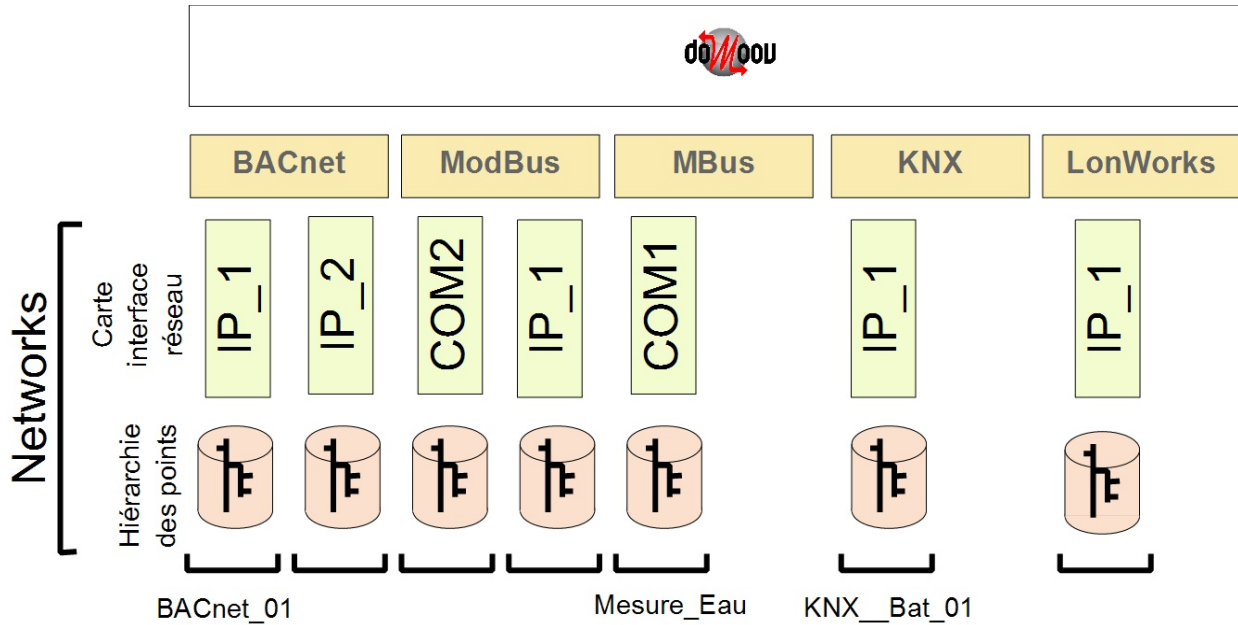 doMoov
BACnet
ModBus
MBus
KNX
LonWorks
Networks
Carte
interface
réseau
IP_1
IP_2
COM2
IP_1
COM1
IP_1
IP_1
Hiérarchie
des points
BACnet_01
Mesure_Eau
KNX__Bat_01